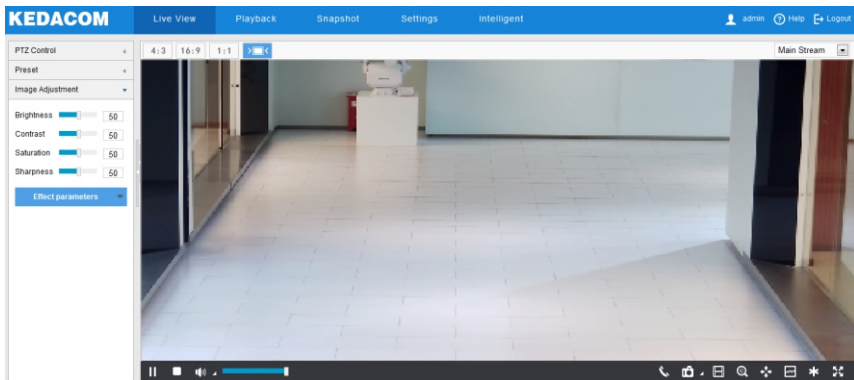 KEDACOM Live View Playback Snapshot Settings Intelligent admin Help Logout
PTZ Control
Preset
Image Adjustment
Brightness 50
Contrast 50
Saturation 50
Sharpness 50
Effect parameters
4:3 16:9 1:1 Main Stream